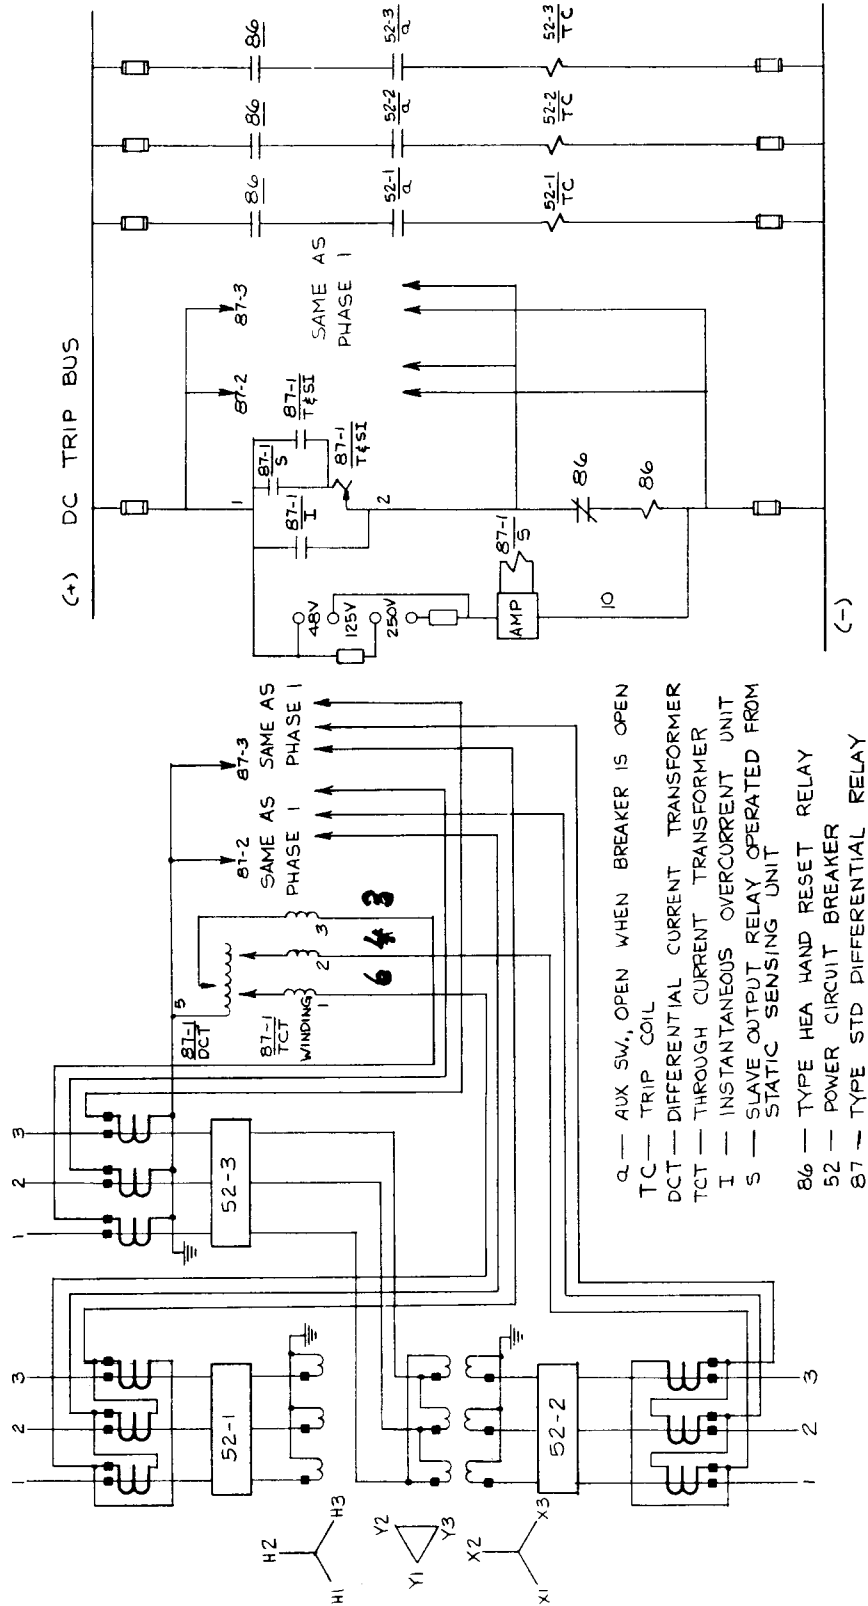 (+) DC TRIP BUS
86
86
86
52-1
a
52-2
a
52-3
a
52-1
TC
52-2
TC
52-3
TC
87-2
87-3
SAME AS
PHASE 1
1
87-1
I
87-1
S
87-1
T&SI
87-1
T&SI
2
48V
125V
250V
AMP
87-1
S
10
86
86
(-)
1
2
3
1
2
3
52-1
52-3
5
87-1
DCT
87-1
TCT
WINDING
1
2
3
6
4
3
87-2
SAME AS
PHASE 1
87-3
SAME AS
PHASE 1
H1
H2
H3
Y1
Y2
Y3
X1
X2
X3
52-2
1
2
3
a — AUX SW., OPEN WHEN BREAKER IS OPEN
TC — TRIP COIL
DCT — DIFFERENTIAL CURRENT TRANSFORMER
TCT — THROUGH CURRENT TRANSFORMER
I — INSTANTANEOUS OVERCURRENT UNIT
S — SLAVE OUTPUT RELAY OPERATED FROM
STATIC SENSING UNIT
86 — TYPE HEA HAND RESET RELAY
52 — POWER CIRCUIT BREAKER
87 — TYPE STD DIFFERENTIAL RELAY